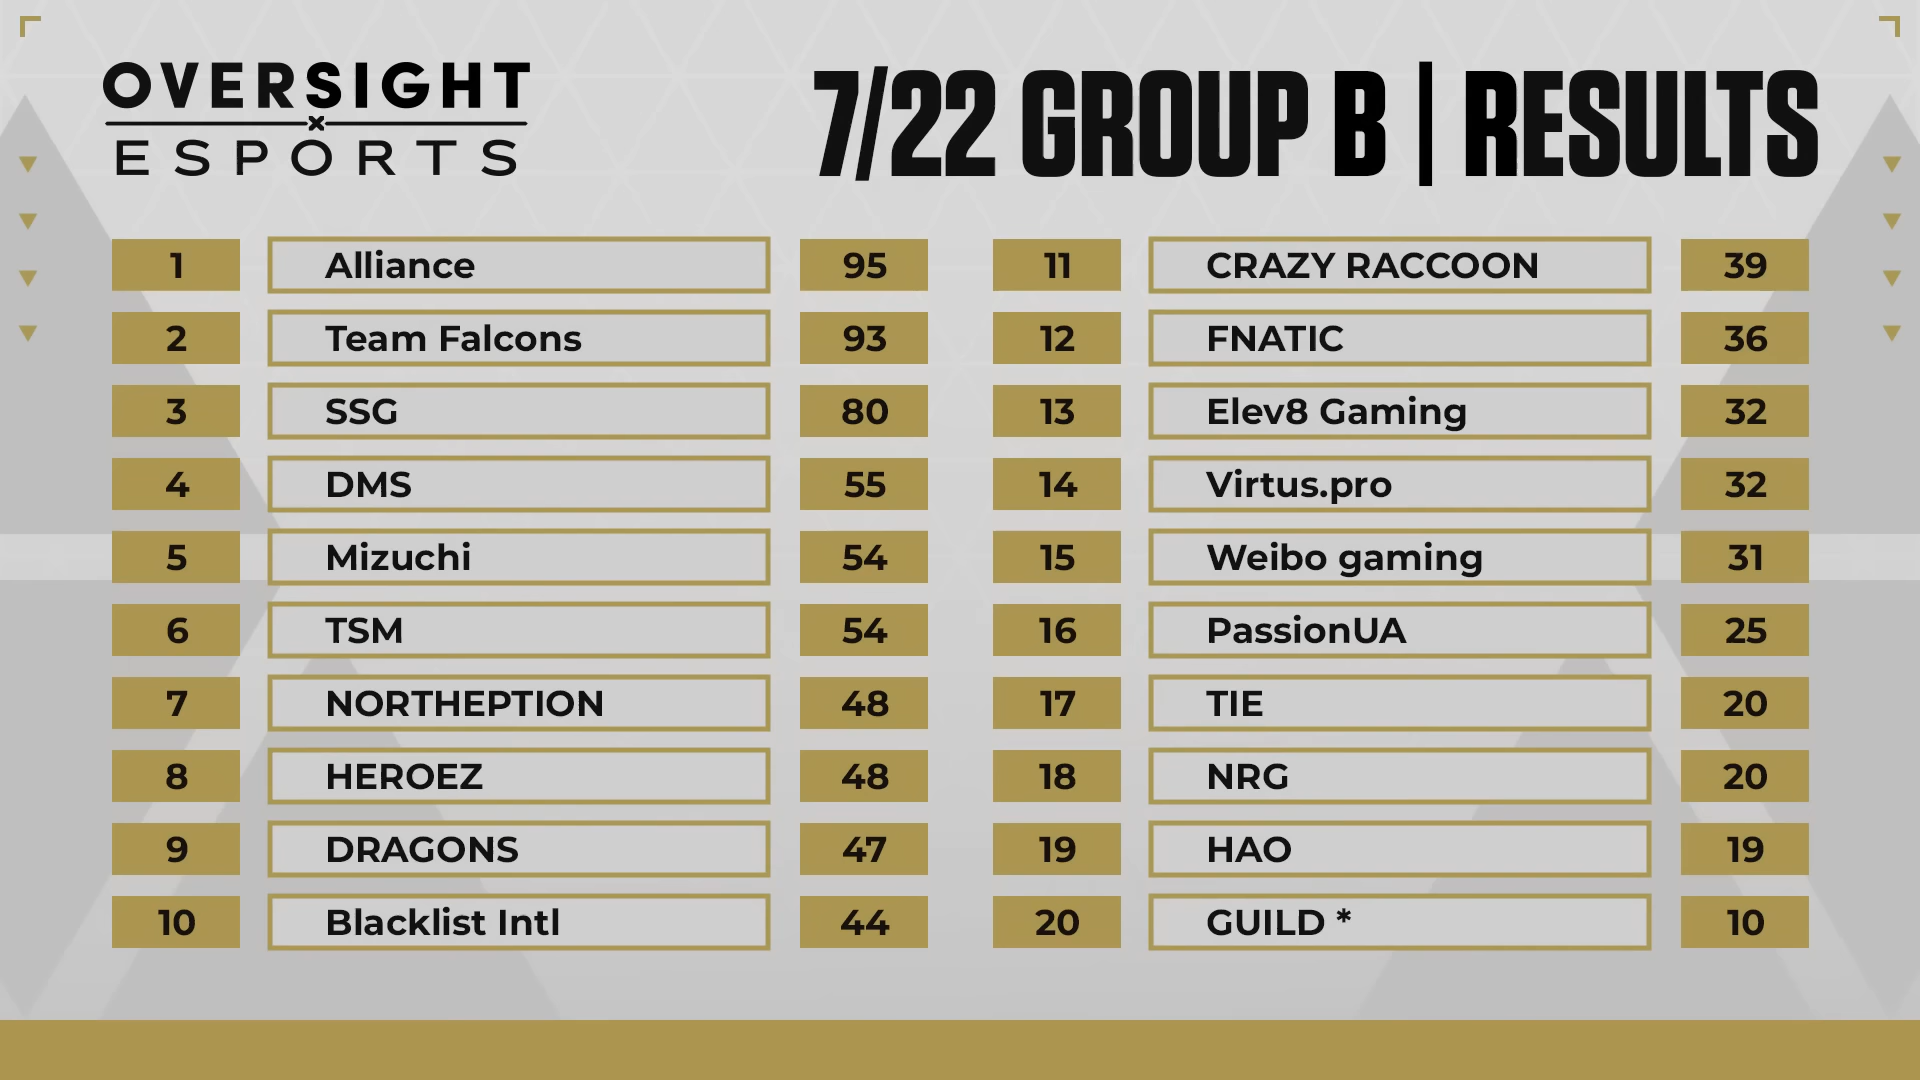 OVERSIGHT
ESPORTS
7/22 GROUP B | RESULTS
1 Alliance 95
2 Team Falcons 93
3 SSG 80
4 DMS 55
5 Mizuchi 54
6 TSM 54
7 NORTHEPTION 48
8 HEROEZ 48
9 DRAGONS 47
10 Blacklist Intl 44
11 CRAZY RACCOON 39
12 FNATIC 36
13 Elev8 Gaming 32
14 Virtus.pro 32
15 Weibo gaming 31
16 PassionUA 25
17 TIE 20
18 NRG 20
19 HAO 19
20 GUILD * 10